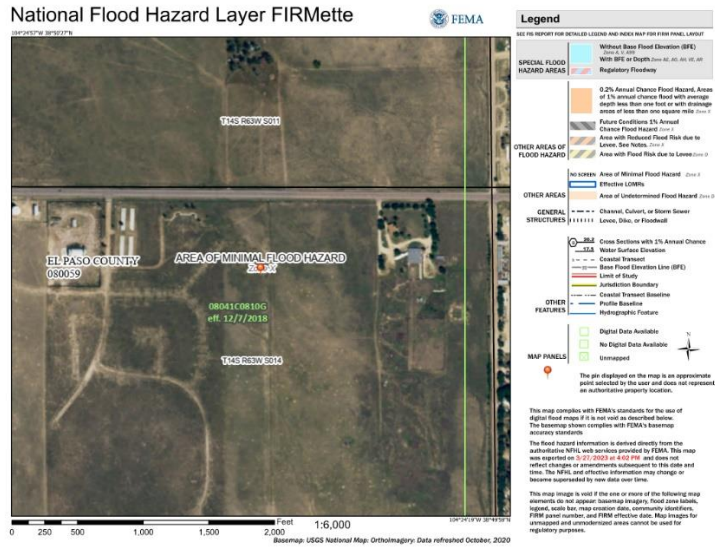 National Flood Hazard Layer FIRMette
FEMA
104°24'57"W 38°50'27"N
T14S R63W S011
EL PASO COUNTY
080059
AREA OF MINIMAL FLOOD HAZARD
08041C0810G
eff. 12/7/2018
T14S R63W S014
104°24'19"W 38°49'58"N
0 250 500 1,000 1,500 2,000 Feet 1:6,000
Basemap: USGS National Map: Orthoimagery: Data refreshed October, 2020
Legend
SEE FIS REPORT FOR DETAILED LEGEND AND INDEX MAP FOR FIRM PANEL LAYOUT
SPECIAL FLOOD
HAZARD AREAS
Without Base Flood Elevation (BFE)
Zone A, V, A99
With BFE or Depth Zone AE, AO, AH, VE, AR
Regulatory Floodway
OTHER AREAS OF
FLOOD HAZARD
0.2% Annual Chance Flood Hazard, Areas
of 1% annual chance flood with average
depth less than one foot or with drainage
areas of less than one square mile Zone X
Future Conditions 1% Annual
Chance Flood Hazard Zone X
Area with Reduced Flood Risk due to
Levee. See Notes. Zone X
Area with Flood Risk due to Levee Zone D
OTHER AREAS
NO SCREEN Area of Minimal Flood Hazard Zone X
Effective LOMRs
Area of Undetermined Flood Hazard Zone D
GENERAL
STRUCTURES
Channel, Culvert, or Storm Sewer
Levee, Dike, or Floodwall
OTHER
FEATURES
20.2 Cross Sections with 1% Annual Chance
17.5 Water Surface Elevation
Coastal Transect
Base Flood Elevation Line (BFE)
Limit of Study
Jurisdiction Boundary
Coastal Transect Baseline
Profile Baseline
Hydrographic Feature
MAP PANELS
Digital Data Available
No Digital Data Available
Unmapped
N
The pin displayed on the map is an approximate
point selected by the user and does not represent
an authoritative property location.
This map complies with FEMA's standards for the use of
digital flood maps if it is not void as described below.
The basemap shown complies with FEMA's basemap
accuracy standards
The flood hazard information is derived directly from the
authoritative NFHL web services provided by FEMA. This map
was exported on 3/27/2023 at 4:02 PM and does not
reflect changes or amendments subsequent to this date and
time. The NFHL and effective information may change or
become superseded by new data over time.
This map image is void if the one or more of the following map
elements do not appear: basemap imagery, flood zone labels,
legend, scale bar, map creation date, community identifiers,
FIRM panel number, and FIRM effective date. Map images for
unmapped and unmodernized areas cannot be used for
regulatory purposes.